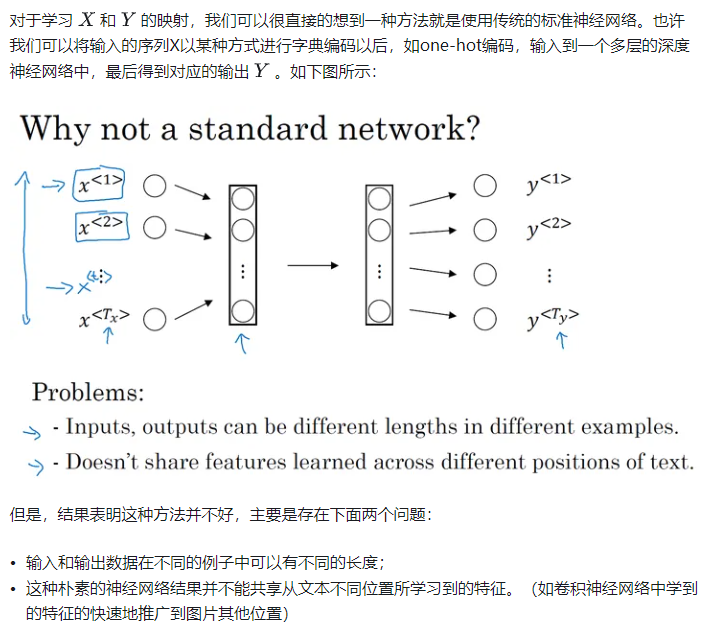 对于学习 X 和 Y 的映射，我们可以很直接的想到一种方法就是使用传统的标准神经网络。也许
我们可以将输入的序列X以某种方式进行字典编码以后，如one-hot编码，输入到一个多层的深度
神经网络中，最后得到对应的输出 Y 。如下图所示：
Why not a standard network?
x<1> y<1>
x<2> y<2>
x<t>
x<Tx> y<Ty>
Problems:
- Inputs, outputs can be different lengths in different examples.
- Doesn't share features learned across different positions of text.
但是，结果表明这种方法并不好，主要是存在下面两个问题：
• 输入和输出数据在不同的例子中可以有不同的长度；
• 这种朴素的神经网络结果并不能共享从文本不同位置所学习到的特征。（如卷积神经网络中学到
的特征的快速地推广到图片其他位置）